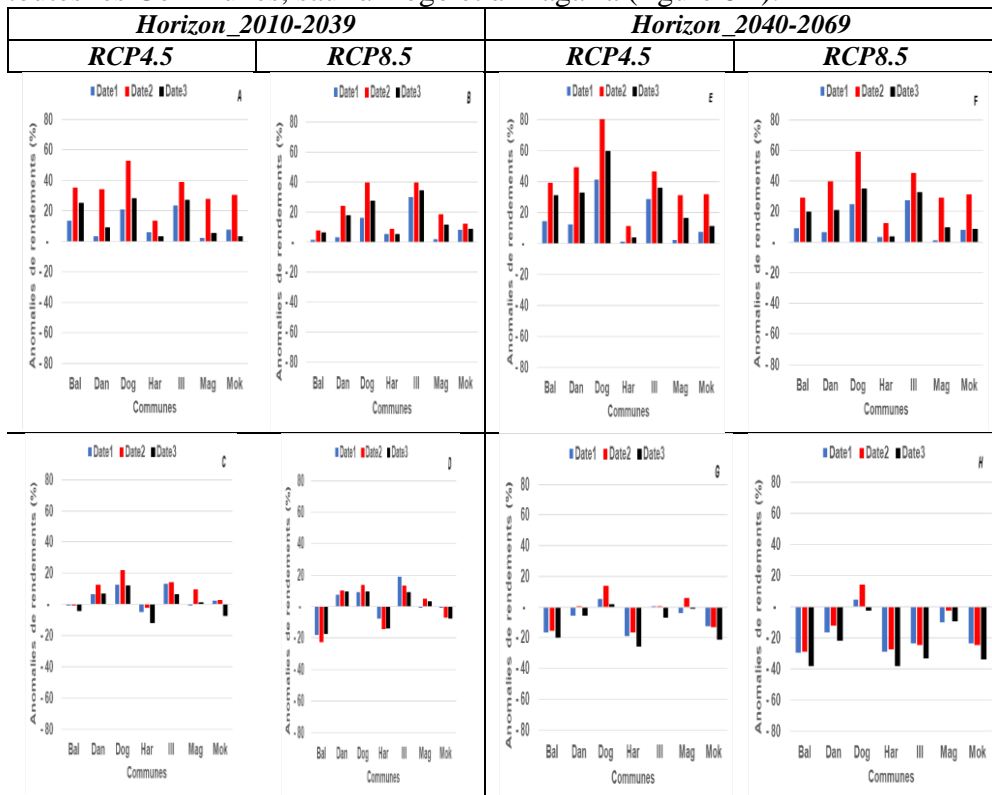 toutes les Communes, sauf à Dogo et à Magaria (Figure
Horizon_2010-2039 Horizon_2040-2069
RCP4.5 RCP8.5 RCP4.5 RCP8.5
Date1 Date2 Date3 A
Anomalies de rendements (%)
80
60
40
20
-
- 20
- 40
- 60
- 80
Bal Dan Dog Har Ill Mag Mok
Communes
Date1 Date2 Date3 B
Anomalies de rendements (%)
80
60
40
20
-
- 20
- 40
- 60
- 80
Bal Dan Dog Har Ill Mag Mok
Communes
Date1 Date2 Date3 E
Anomalies de rendements (%)
80
60
40
20
-
- 20
- 40
- 60
- 80
Bal Dan Dog Har Ill Mag Mok
Communes
Date1 Date2 Date3 F
Anomalies de rendements (%)
80
60
40
20
-
- 20
- 40
- 60
- 80
Bal Dan Dog Har Ill Mag Mok
Communes
Date1 Date2 Date3 C
Anomalies de rendements (%)
80
60
40
20
-
- 20
- 40
- 60
- 80
Bal Dan Dog Har Ill Mag Mok
Communes
Date1 Date2 Date3 D
Anomalies de rendements (%)
80
60
40
20
-
- 20
- 40
- 60
- 80
Bal Dan Dog Har Ill Mag Mok
Communes
Date1 Date2 Date3 G
Anomalies de rendements (%)
80
60
40
20
-
- 20
- 40
- 60
- 80
Bal Dan Dog Har Ill Mag Mok
Communes
Date1 Date2 Date3 H
Anomalies de rendements (%)
80
60
40
20
-
- 20
- 40
- 60
- 80
Bal Dan Dog Har Ill Mag Mok
Communes